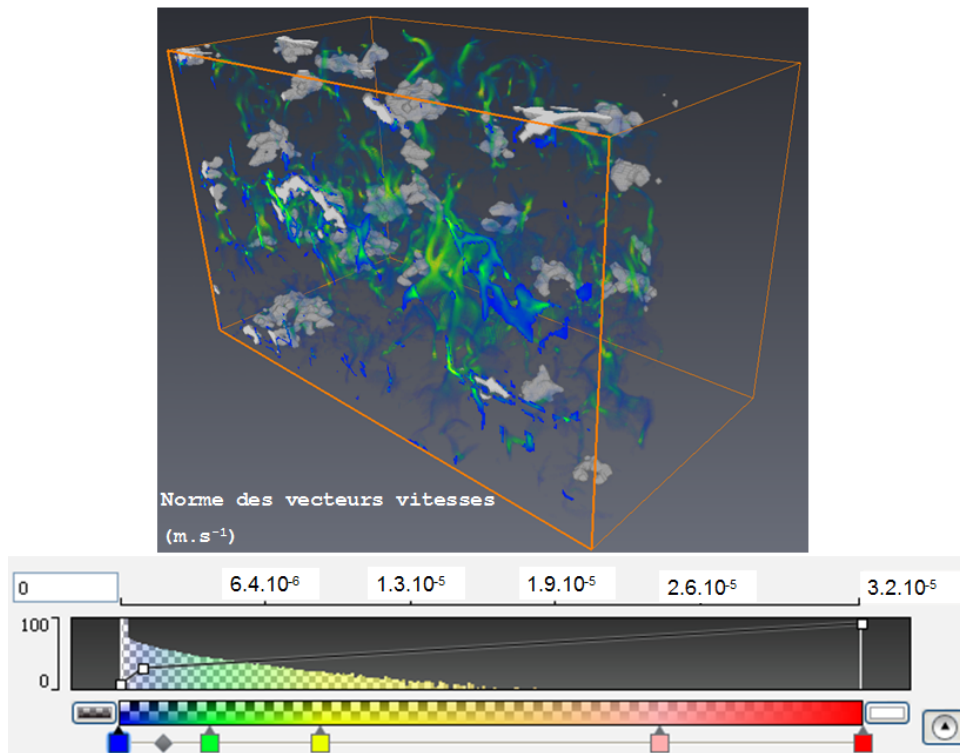 Norme des vecteurs vitesses
(m.s⁻¹)
0 6.4.10⁻⁶ 1.3.10⁻⁵ 1.9.10⁻⁵ 2.6.10⁻⁵ 3.2.10⁻⁵
100
0